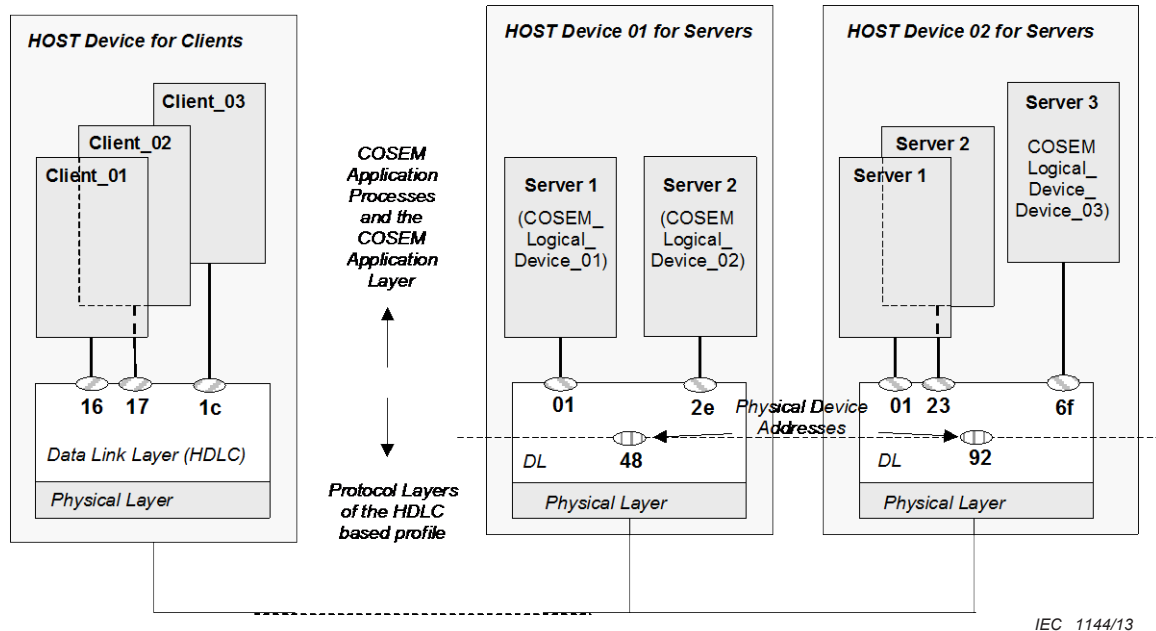 HOST Device for Clients
Client_03
Client_02
Client_01
16
17
1c
Data Link Layer (HDLC)
Physical Layer
COSEM
Application
Processes
and the
COSEM
Application
Layer
Protocol Layers
of the HDLC
based profile
HOST Device 01 for Servers
Server 1
(COSEM_
Logical_
Device_01)
Server 2
(COSEM
Logical_
Device_02)
01
2e
48
DL
Physical Layer
Physical Device
Addresses
HOST Device 02 for Servers
Server 3
COSEM
Logical_
Device_
Device_03)
Server 2
Server 1
01
23
6f
92
DL
Physical Layer
IEC 1144/13